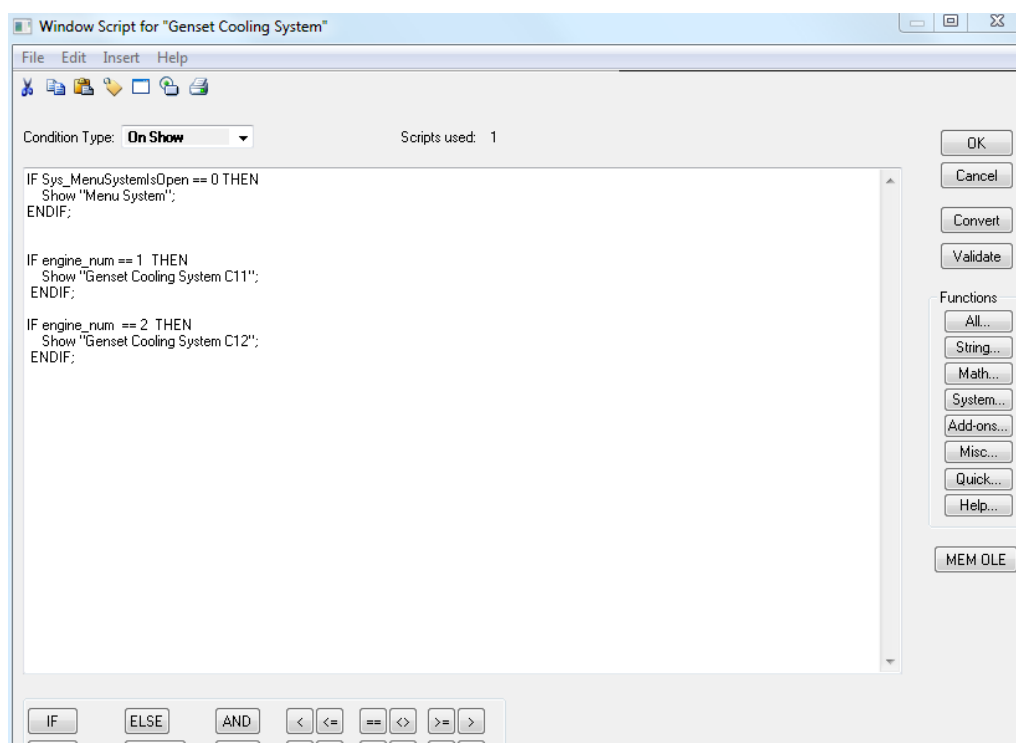 Window Script for "Genset Cooling System"
File Edit Insert Help
Condition Type: On Show Scripts used: 1
IF Sys_MenuSystemIsOpen == 0 THEN
Show "Menu System";
ENDIF;
IF engine_num == 1 THEN
Show "Genset Cooling System C11";
ENDIF;
IF engine_num == 2 THEN
Show "Genset Cooling System C12";
ENDIF;
OK
Cancel
Convert
Validate
Functions
All...
String...
Math...
System...
Add-ons...
Misc...
Quick...
Help...
MEM OLE
IF ELSE AND < <= == <> >= >